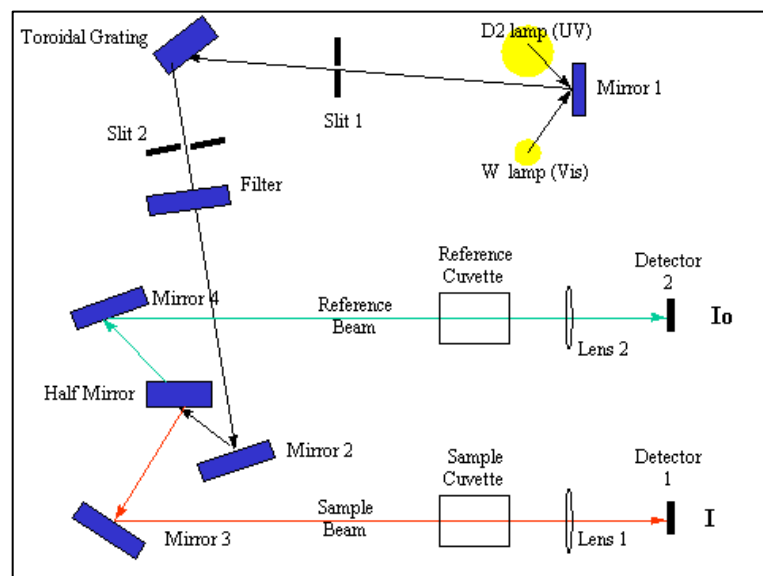 Toroidal Grating
D2 lamp (UV)
Mirror 1
Slit 1
Slit 2
W lamp (Vis)
Filter
Reference
Cuvette
Detector
2
Mirror 4
Reference
Beam
Io
Lens 2
Half Mirror
Mirror 2
Sample
Cuvette
Detector
1
Sample
Beam
I
Mirror 3
Lens 1